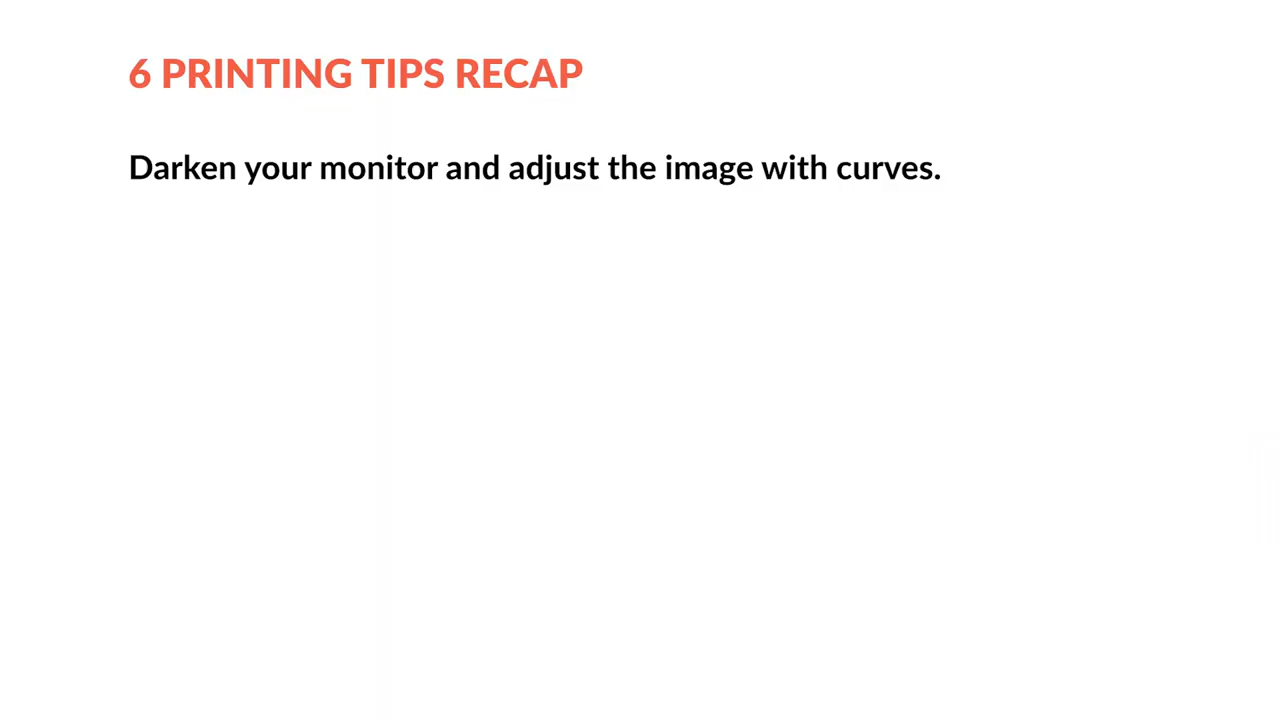 6 PRINTING TIPS RECAP
Darken your monitor and adjust the image with curves.